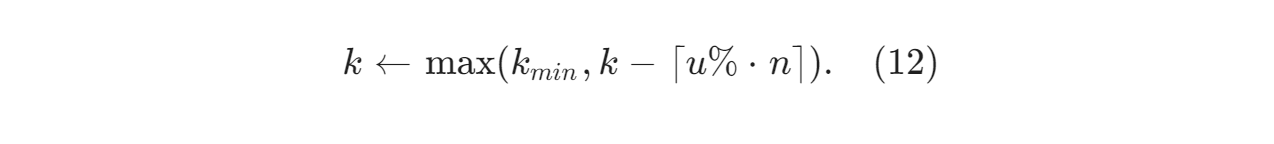 k ← max(k_min, k − ⌈u% · n⌉). (12)